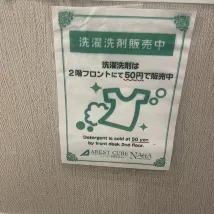 洗濯洗剤販売中
洗濯洗剤は
2階フロントにて50円で販売中
Detergent is sold at 50 yen
by front desk 2nd floor.
ABEST CUBE NAHA